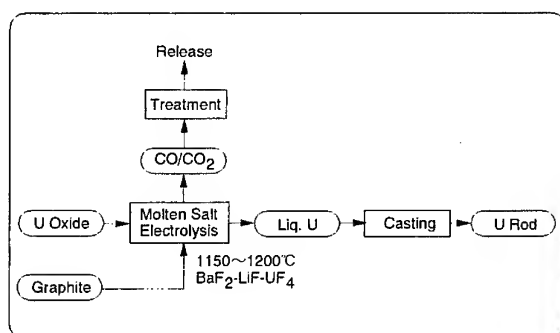 Release
Treatment
CO/CO₂
U Oxide
Molten Salt
Electrolysis
Liq. U
Casting
U Rod
1150～1200℃
BaF₂-LiF-UF₄
Graphite